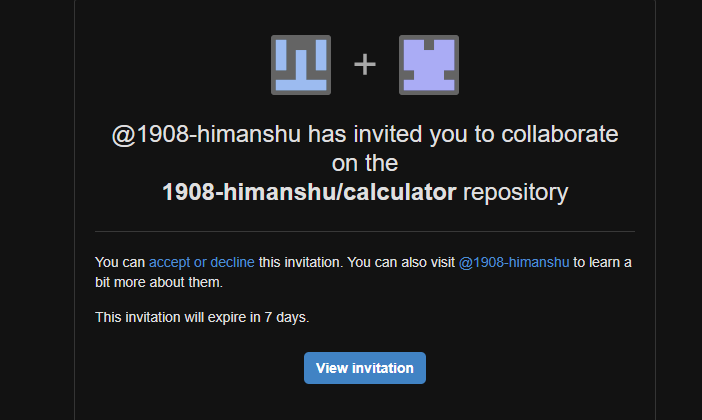 +
@1908-himanshu has invited you to collaborate
on the
1908-himanshu/calculator repository
You can accept or decline this invitation. You can also visit @1908-himanshu to learn a
bit more about them.
This invitation will expire in 7 days.
View invitation